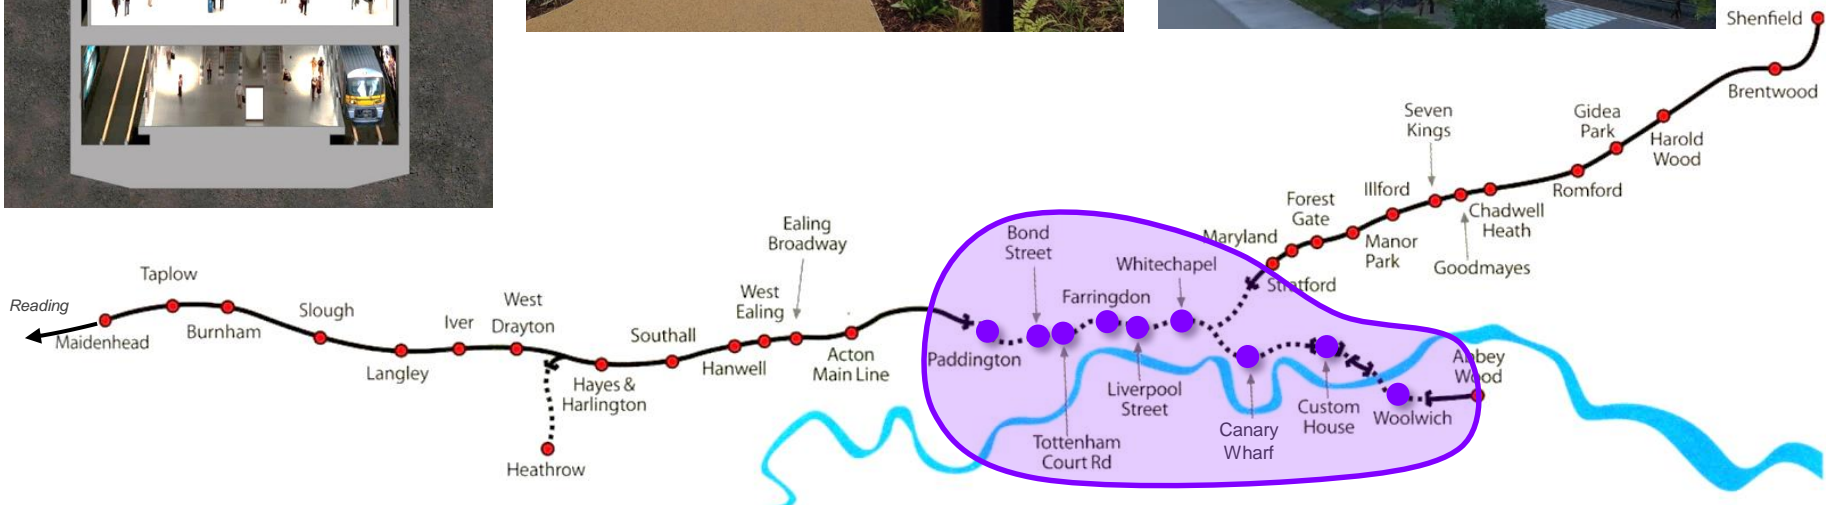 Shenfield
Brentwood
Seven
Kings
Gidea
Park
Harold
Wood
Illford
Romford
Forest
Gate
Chadwell
Heath
Ealing
Broadway
Bond
Street
Maryland
Manor
Park
Goodmayes
Whitechapel
Taplow
Stratford
Reading
Slough
Iver
West
Drayton
West
Ealing
Farringdon
Maidenhead
Burnham
Southall
Langley
Hayes &
Harlington
Hanwell
Acton
Main Line
Paddington
Abbey
Wood
Liverpool
Street
Custom
House
Woolwich
Canary
Wharf
Tottenham
Court Rd
Heathrow